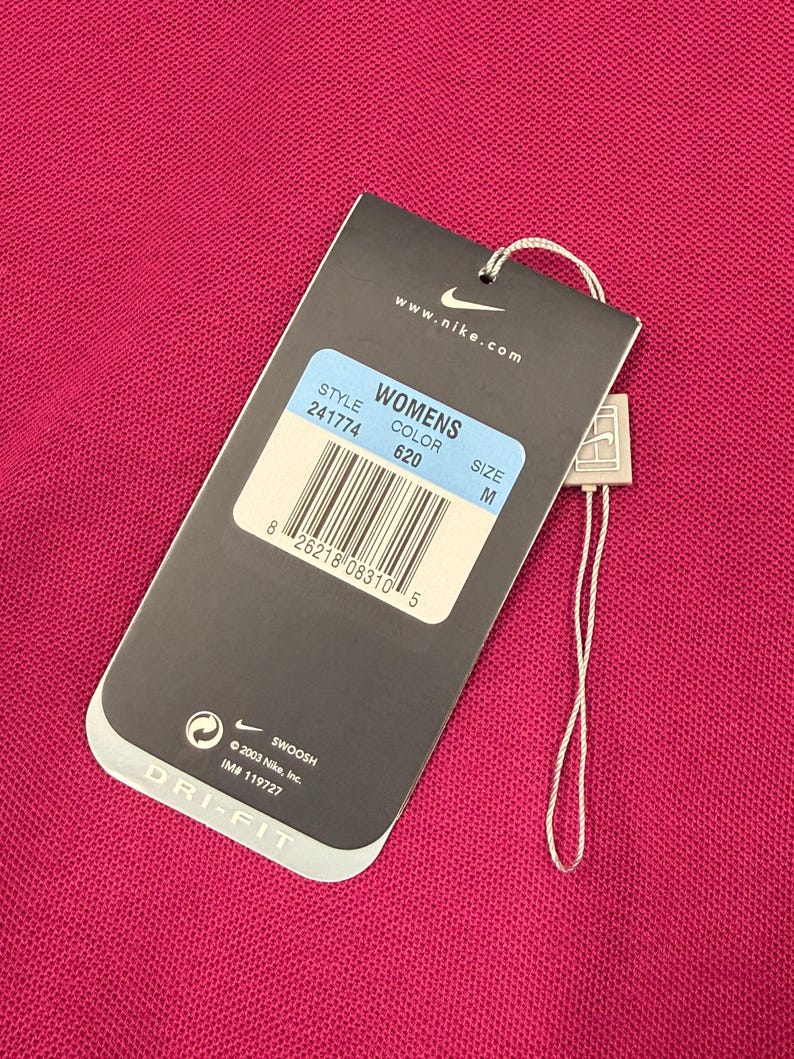 www.nike.com
WOMENS
STYLE COLOR SIZE
241774 620 M
8 26218 08310 5
SWOOSH
© 2003 Nike, Inc.
IM# 119727
DRI-FIT